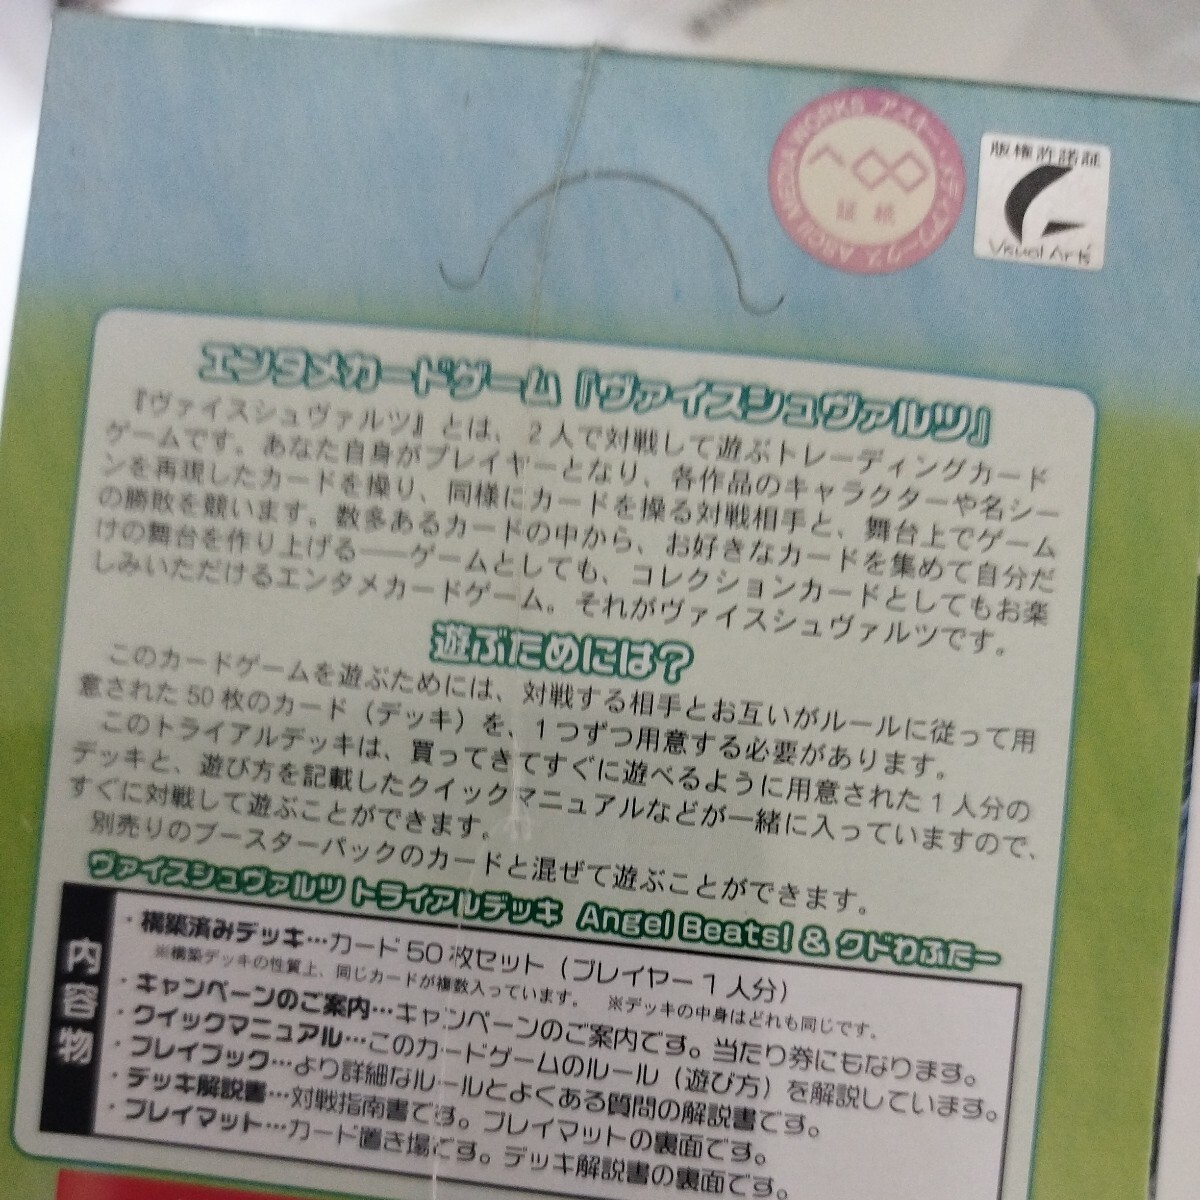 アスキー・メディアワークス ASCII MEDIA WORKS
証紙
版権許諾証
Visual Art's
エンタメカードゲーム『ヴァイスシュヴァルツ』
『ヴァイスシュヴァルツ』とは、2人で対戦して遊ぶトレーディングカード
ゲームです。あなた自身がプレイヤーとなり、各作品のキャラクターや名シー
ンを再現したカードを操り、同様にカードを操る対戦相手と、舞台上でゲーム
の勝敗を競います。数多あるカードの中から、お好きなカードを集めて自分だ
けの舞台を作り上げる――ゲームとしても、コレクションカードとしてもお楽
しみいただけるエンタメカードゲーム。それがヴァイスシュヴァルツです。
遊ぶためには?
このカードゲームを遊ぶためには、対戦する相手とお互いがルールに従って用
意された50枚のカード(デッキ)を、1つずつ用意する必要があります。
このトライアルデッキは、買ってきてすぐに遊べるように用意された1人分の
デッキと、遊び方を記載したクイックマニュアルなどが一緒に入っていますので、
すぐに対戦して遊ぶことができます。
別売りのブースターパックのカードと混ぜて遊ぶことができます。
ヴァイスシュヴァルツ トライアルデッキ Angel Beats! & クドわふたー
内容物
・構築済みデッキ…カード50枚セット(プレイヤー1人分)
※構築デッキの性質上、同じカードが複数入っています。 ※デッキの中身はどれも同じです。
・キャンペーンのご案内…キャンペーンのご案内です。当たり券にもなります。
・クイックマニュアル…このカードゲームのルール(遊び方)を解説しています。
・プレイブック…より詳細なルールとよくある質問の解説書です。
・デッキ解説書…対戦指南書です。プレイマットの裏面です。
・プレイマット…カード置き場です。デッキ解説書の裏面です。